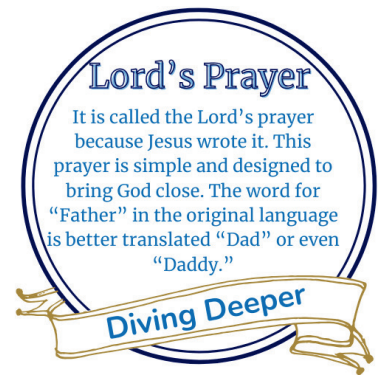 Lord's Prayer
It is called the Lord's prayer
because Jesus wrote it. This
prayer is simple and designed to
bring God close. The word for
“Father” in the original language
is better translated “Dad” or even
“Daddy.”
Diving Deeper